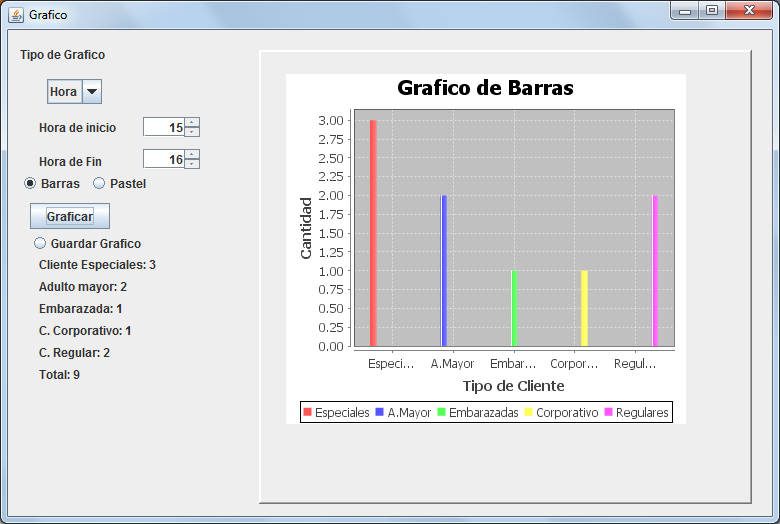 Grafico
Tipo de Grafico
Hora
Hora de inicio 15
Hora de Fin 16
Barras Pastel
Graficar
Guardar Grafico
Cliente Especiales: 3
Adulto mayor: 2
Embarazada: 1
C. Corporativo: 1
C. Regular: 2
Total: 9
Grafico de Barras
Cantidad
3.00
2.75
2.50
2.25
2.00
1.75
1.50
1.25
1.00
0.75
0.50
0.25
0.00
Especi... A.Mayor Embar... Corpor... Regul...
Tipo de Cliente
Especiales A.Mayor Embarazadas Corporativo Regulares